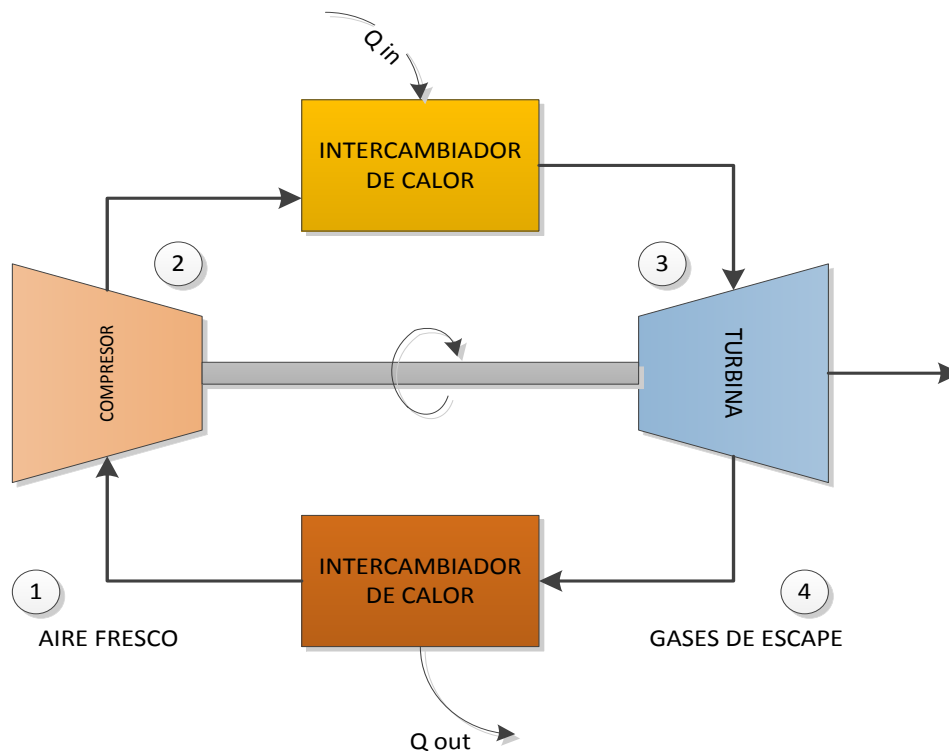 Q in
INTERCAMBIADOR
DE CALOR
2
3
COMPRESOR
TURBINA
INTERCAMBIADOR
DE CALOR
1
4
AIRE FRESCO
GASES DE ESCAPE
Q out